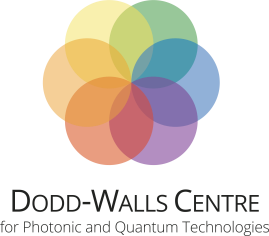 DODD-WALLS CENTRE
for Photonic and Quantum Technologies